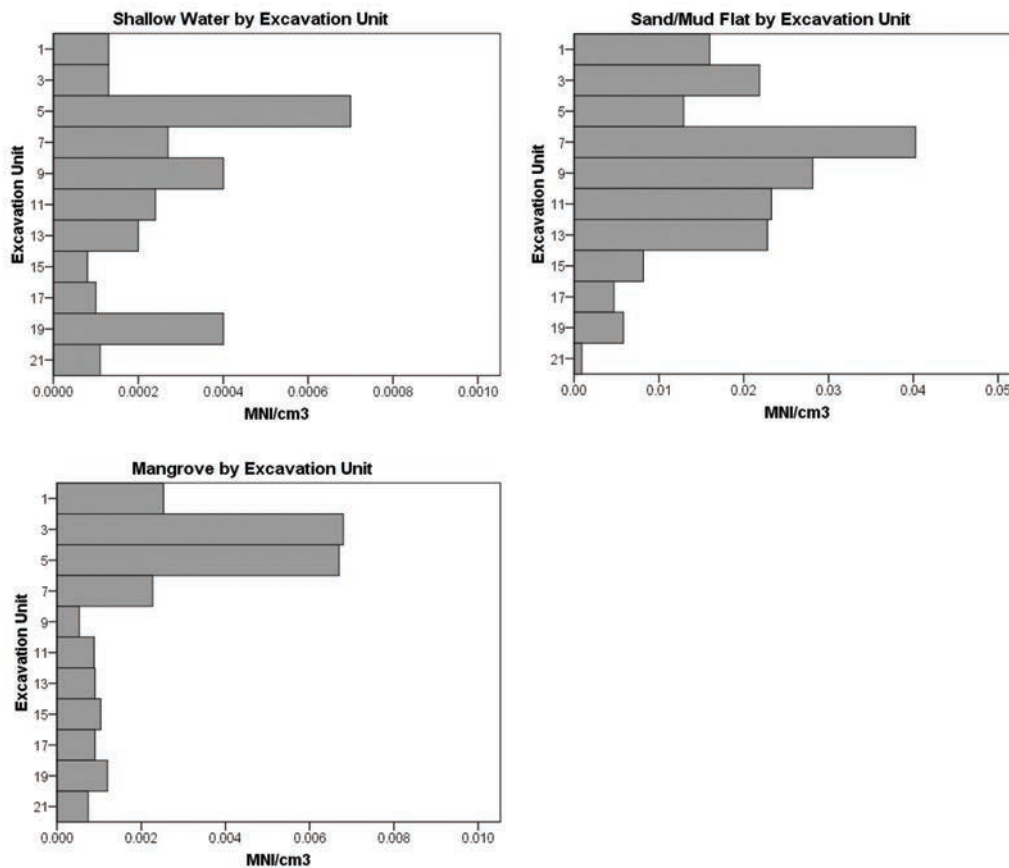 Shallow Water by Excavation Unit
Excavation Unit
1
3
5
7
9
11
13
15
17
19
21
0.0000 0.0002 0.0004 0.0006 0.0008 0.0010
MNI/cm3
Sand/Mud Flat by Excavation Unit
Excavation Unit
1
3
5
7
9
11
13
15
17
19
21
0.00 0.01 0.02 0.03 0.04 0.05
MNI/cm3
Mangrove by Excavation Unit
Excavation Unit
1
3
5
7
9
11
13
15
17
19
21
0.000 0.002 0.004 0.006 0.008 0.010
MNI/cm3